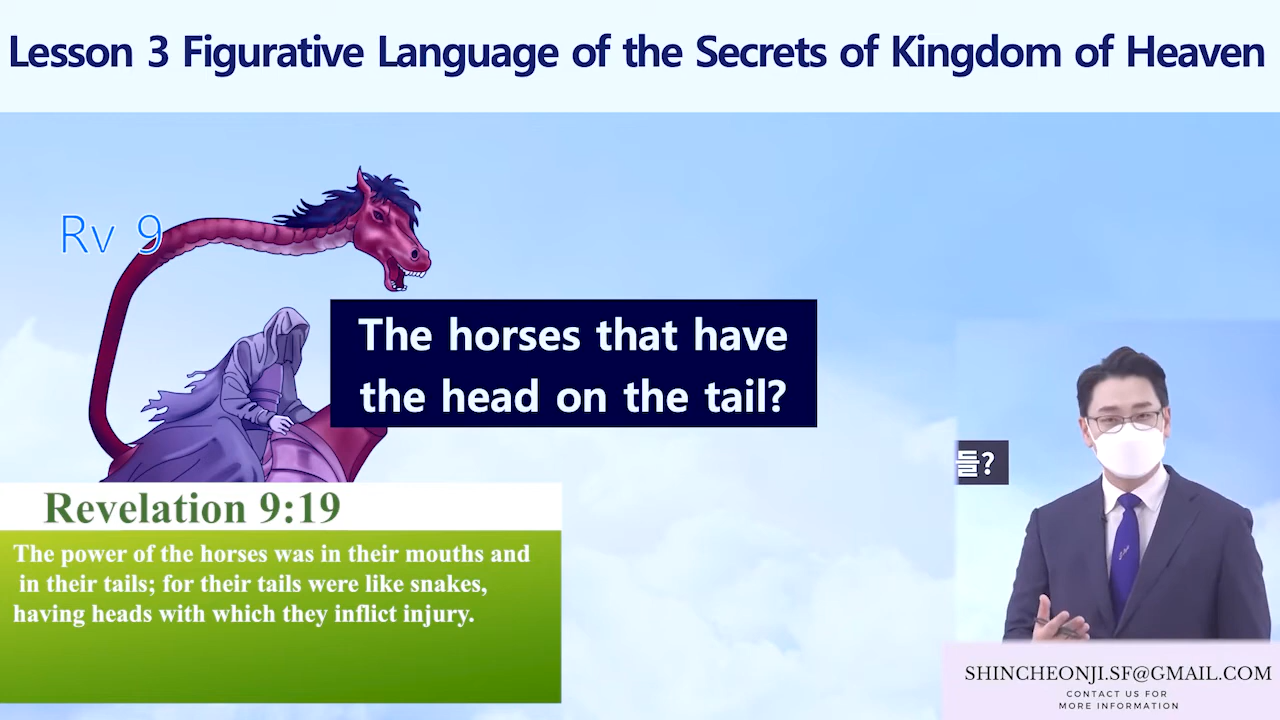 Lesson 3 Figurative Language of the Secrets of Kingdom of Heaven
Rv 9
The horses that have
the head on the tail?
들?
Revelation 9:19
The power of the horses was in their mouths and
in their tails; for their tails were like snakes,
having heads with which they inflict injury.
SHINCHEONJI.SF@GMAIL.COM
CONTACT US FOR
MORE INFORMATION